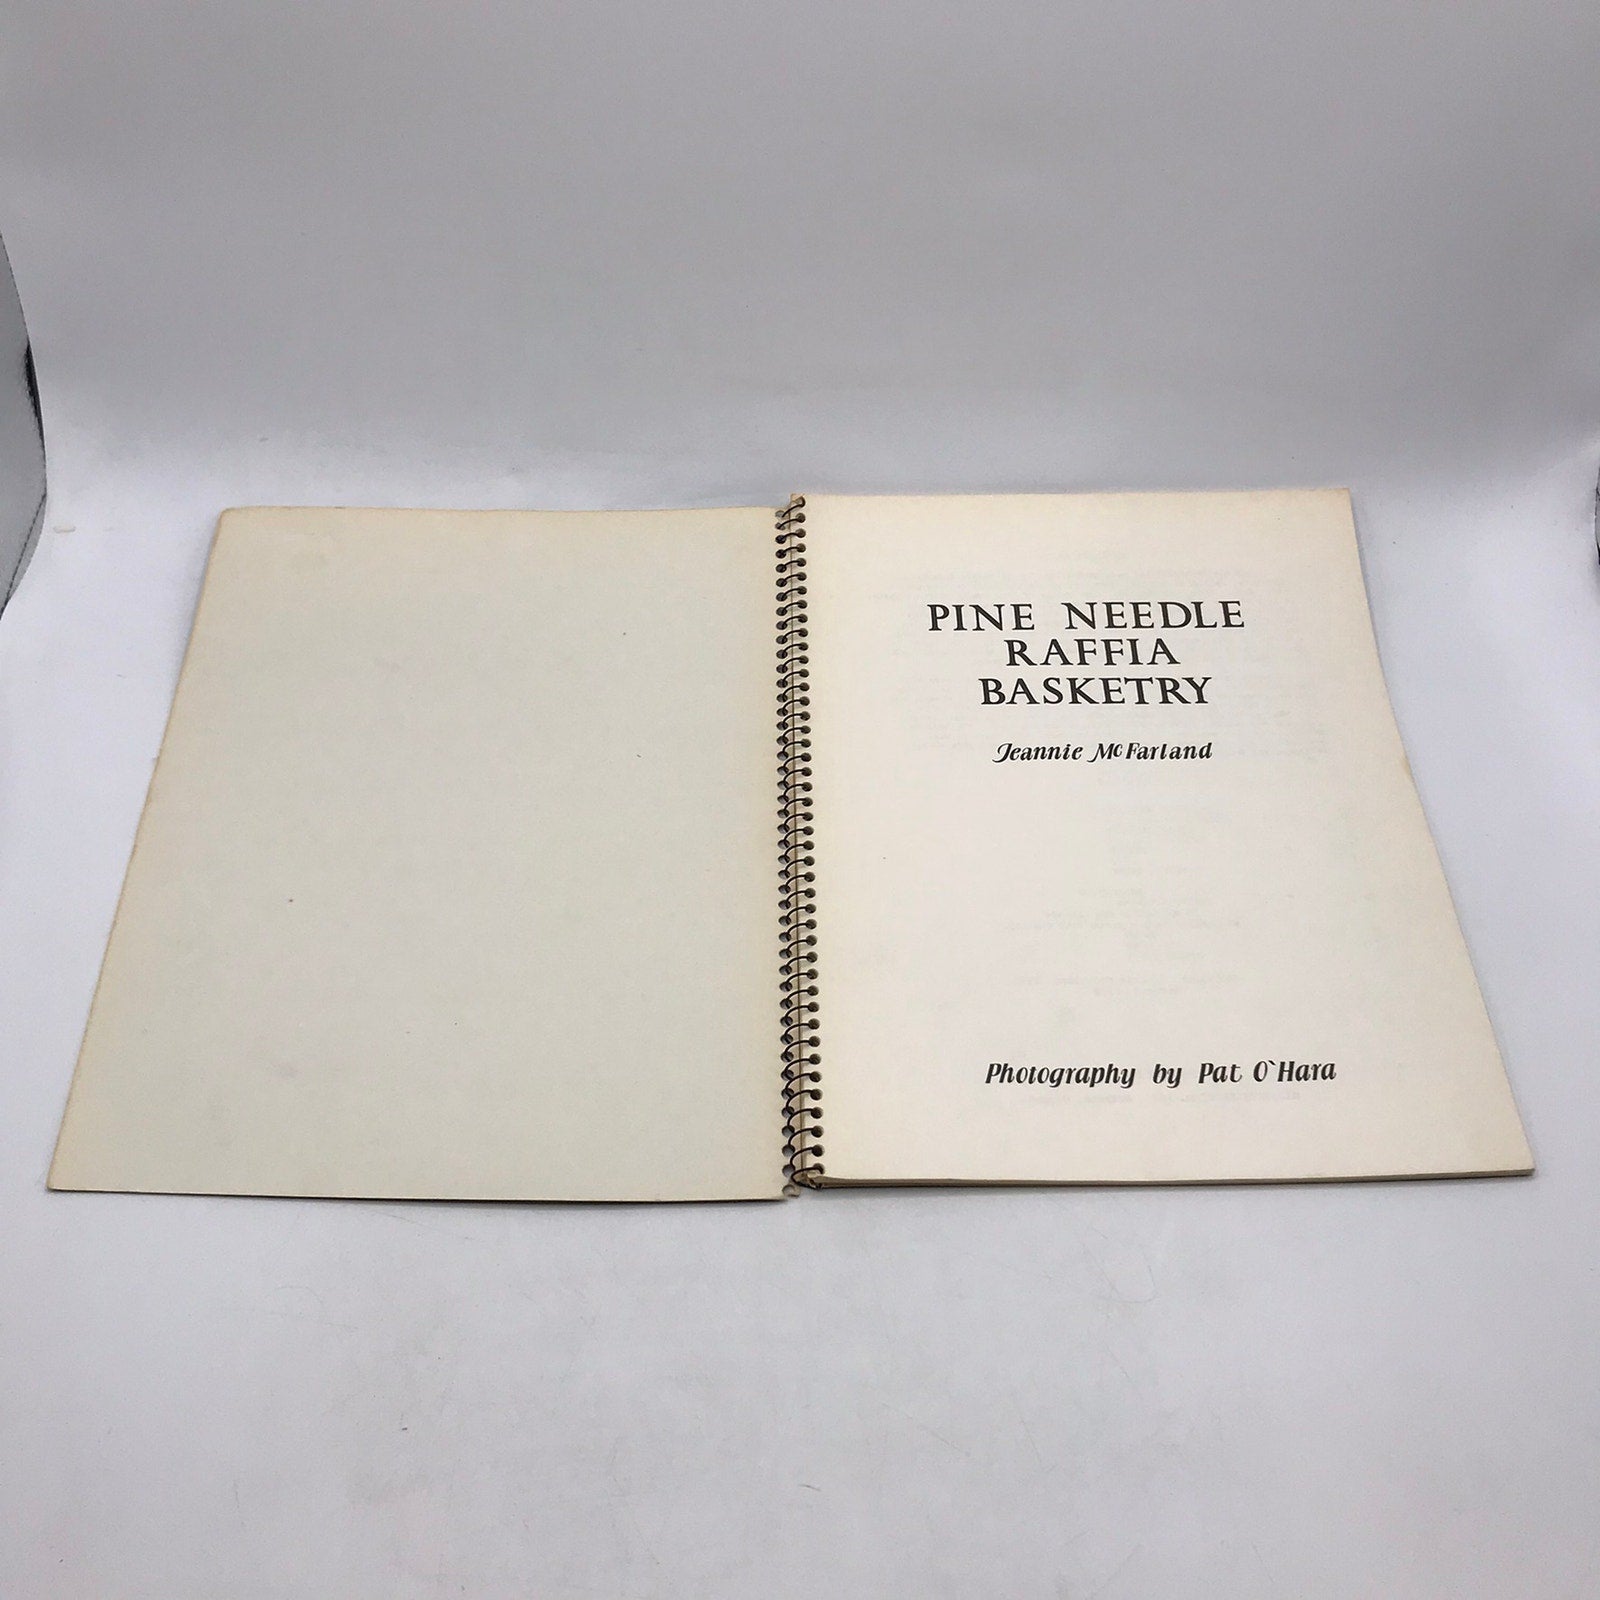 PINE NEEDLE
RAFFIA
BASKETRY
Jeannie McFarland
Photography by Pat O`Hara